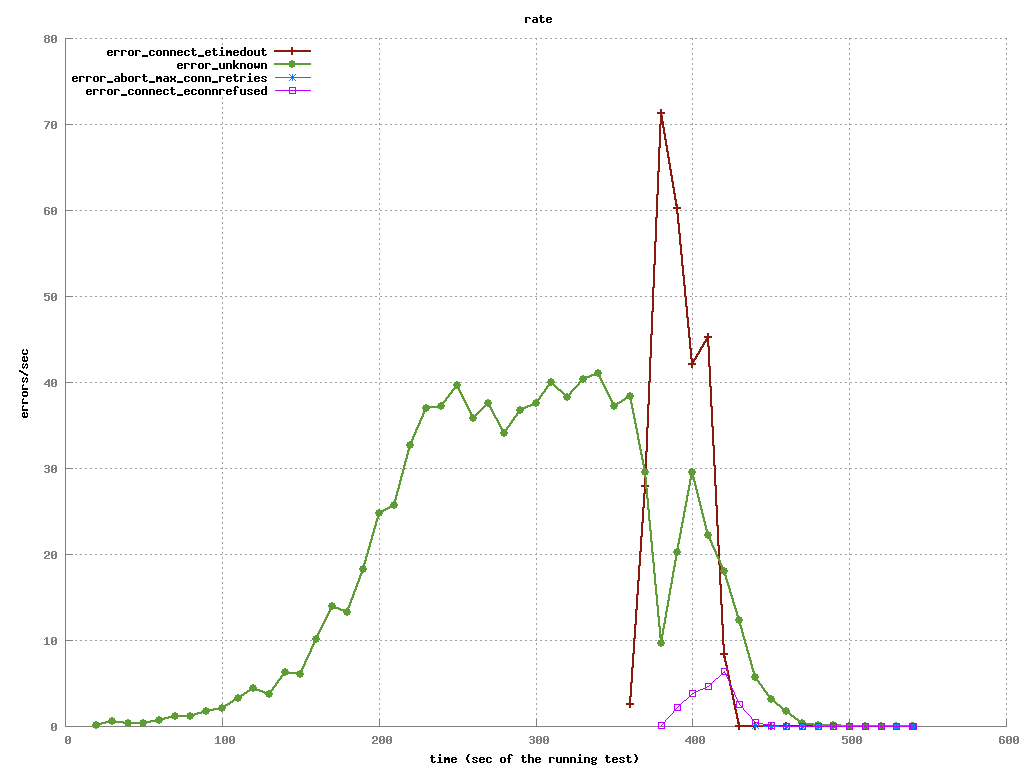 rate
error_connect_etimedout
error_unknown
error_abort_max_conn_retries
error_connect_econnrefused
80
70
60
50
40
30
20
10
0
errors/sec
0 100 200 300 400 500 600
time (sec of the running test)